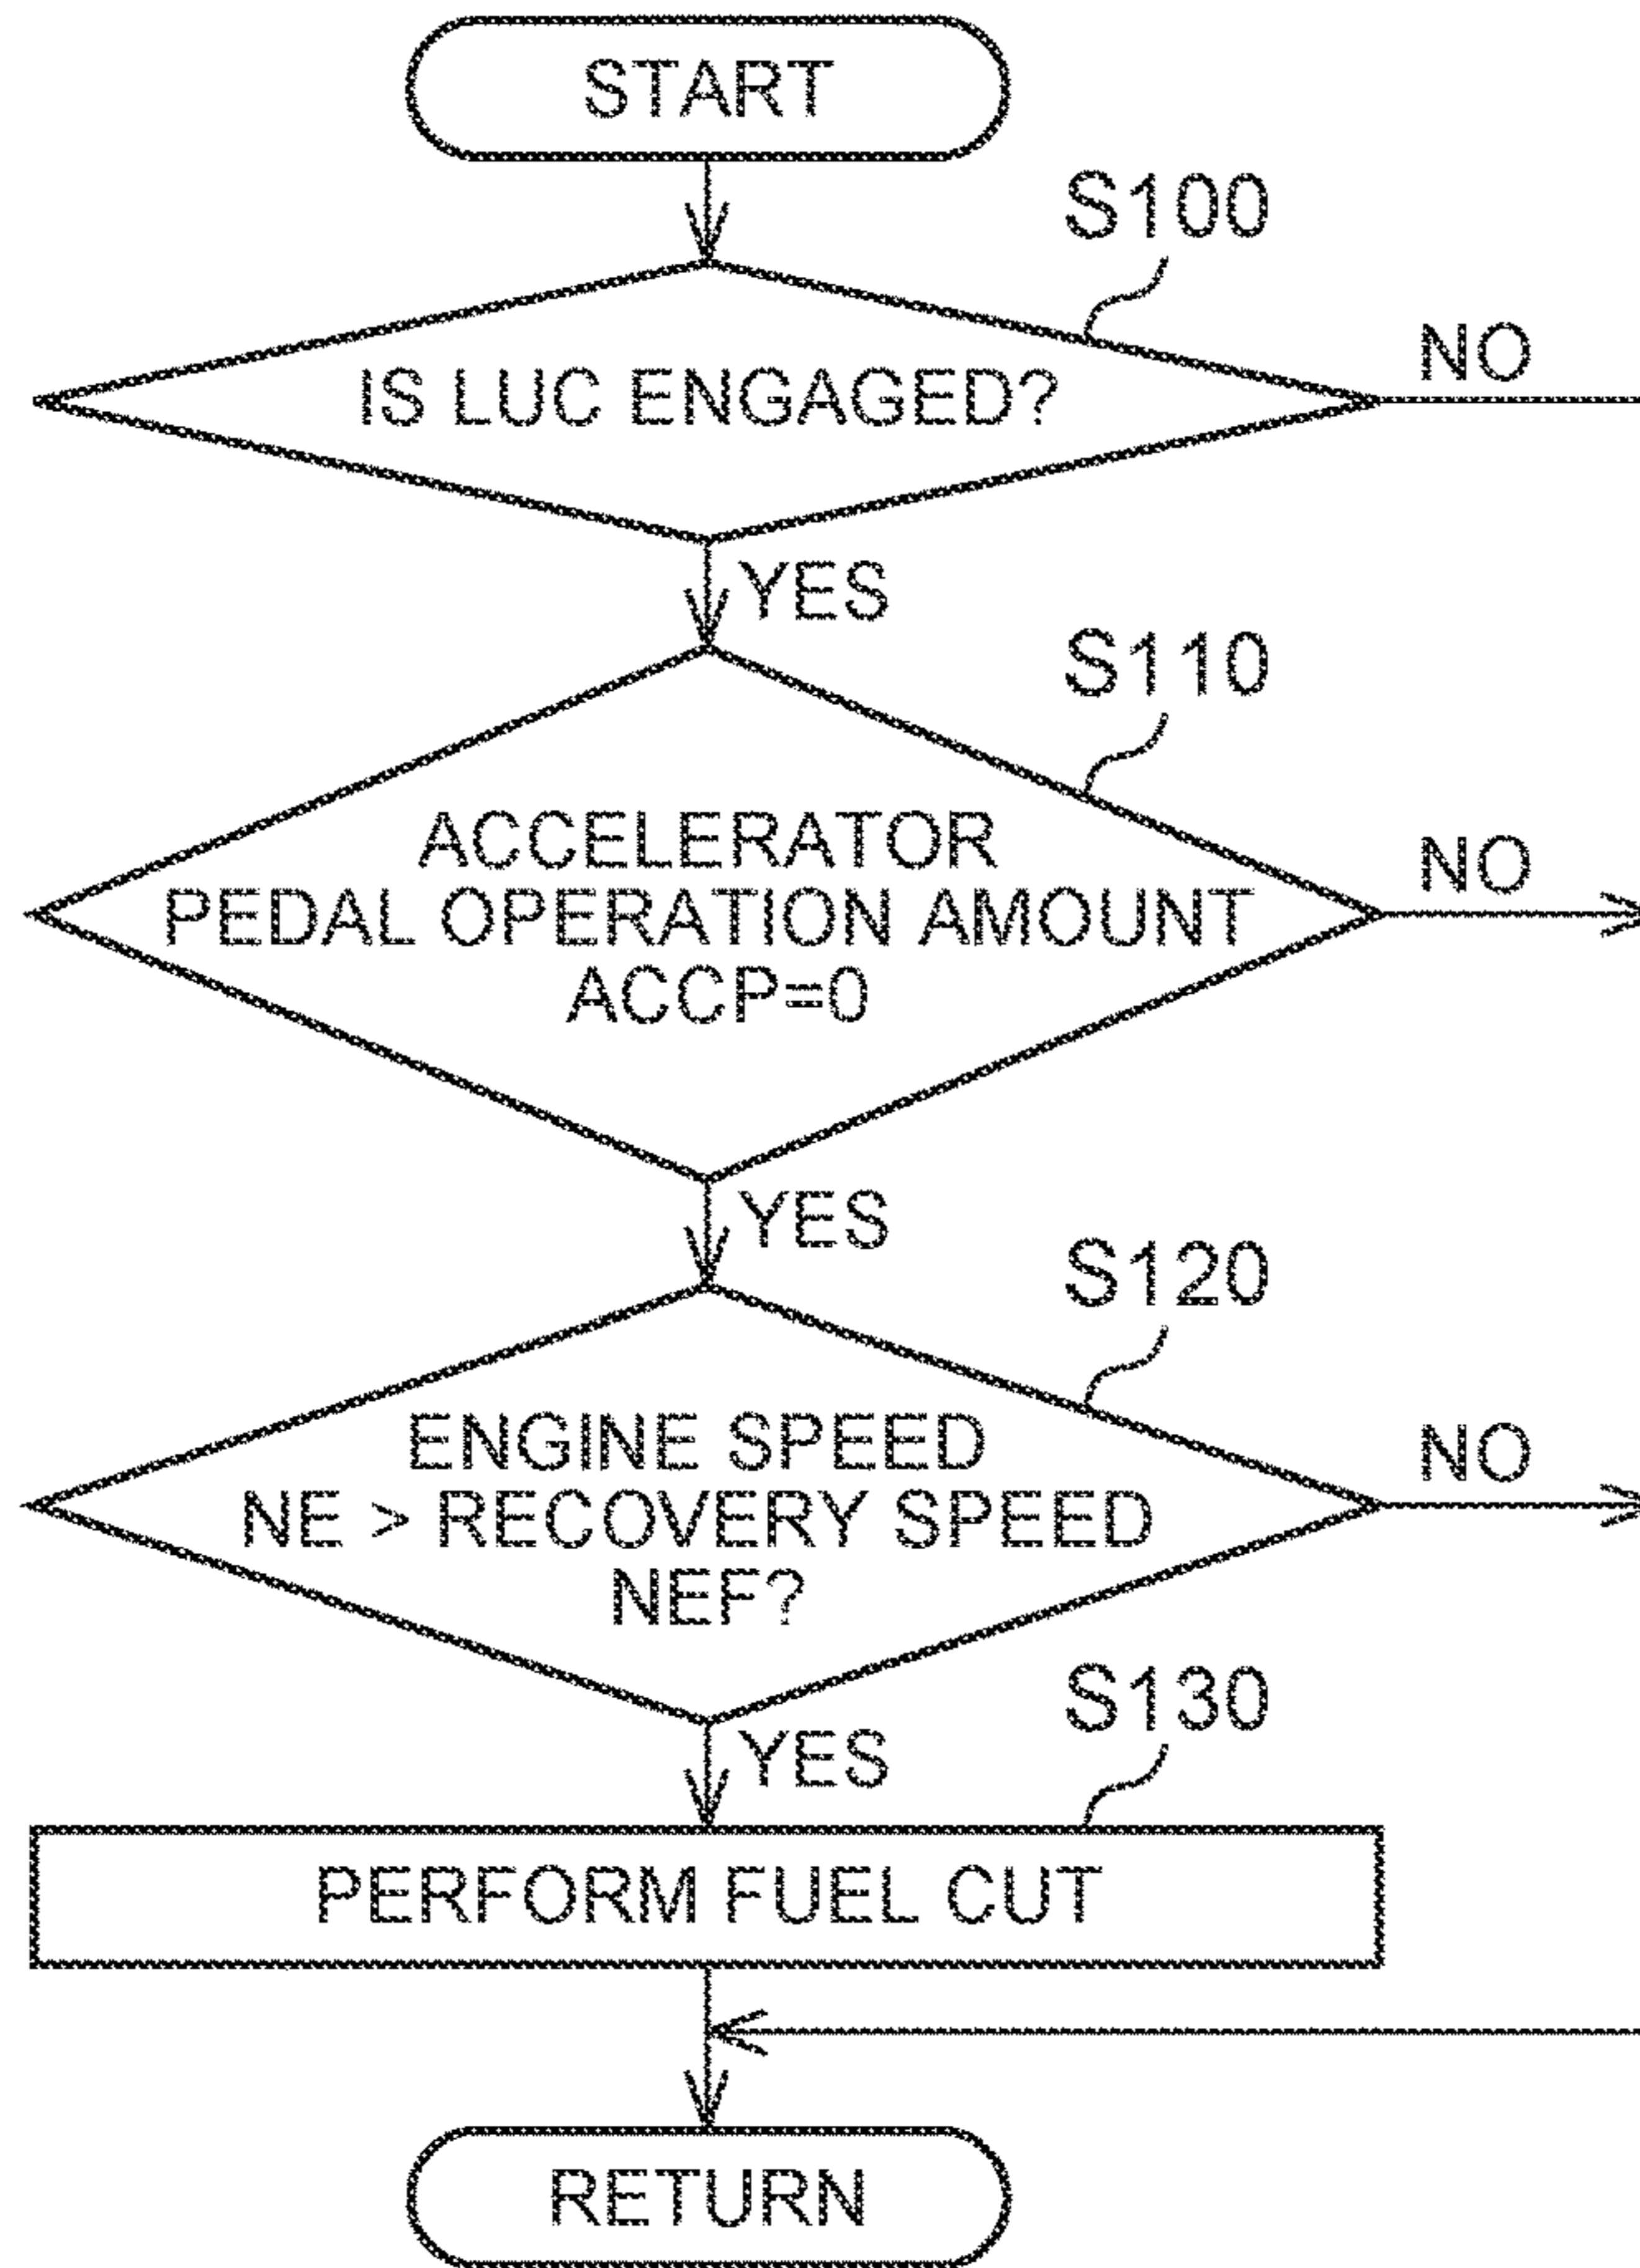 START
S100
IS LUC ENGAGED?
NO
YES
S110
ACCELERATOR
PEDAL OPERATION AMOUNT
ACCP=0
NO
YES
S120
ENGINE SPEED
NE > RECOVERY SPEED
NEF?
NO
YES
S130
PERFORM FUEL CUT
RETURN